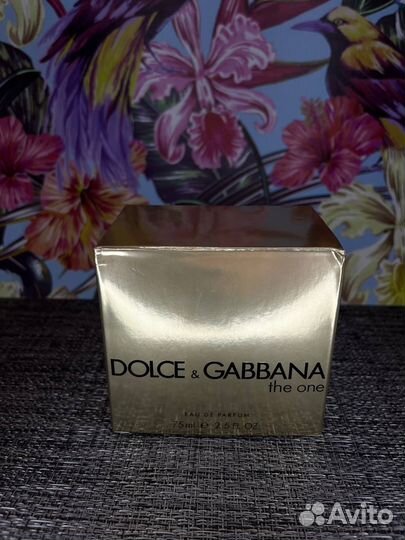 DOLCE & GABBANA
the one
EAU DE PARFUM
75ml ℮ 2.5 FL.OZ.
Avito